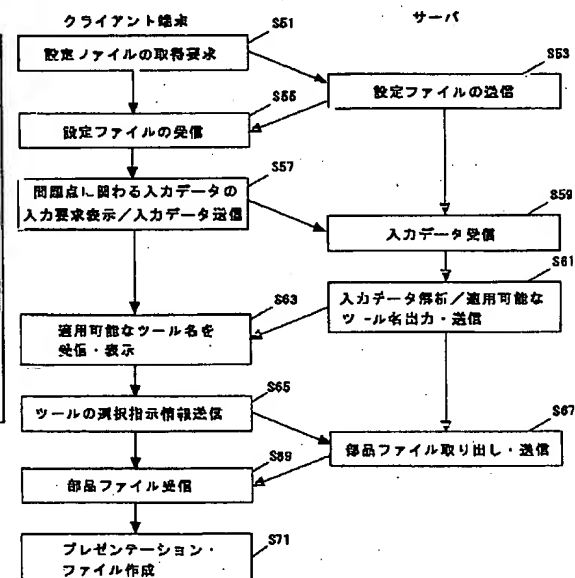 クライアント端末
サーバ
S51
設定ファイルの取得要求
S53
設定ファイルの送信
S55
設定ファイルの受信
S57
問題点に関わる入力データの
入力要求表示/入力データ送信
S59
入力データ受信
S61
入力データ解析/適用可能な
ツール名出力・送信
S63
適用可能なツール名を
受信・表示
S65
ツールの選択指示情報送信
S67
部品ファイル取り出し・送信
S69
部品ファイル受信
S71
プレゼンテーション・
ファイル作成